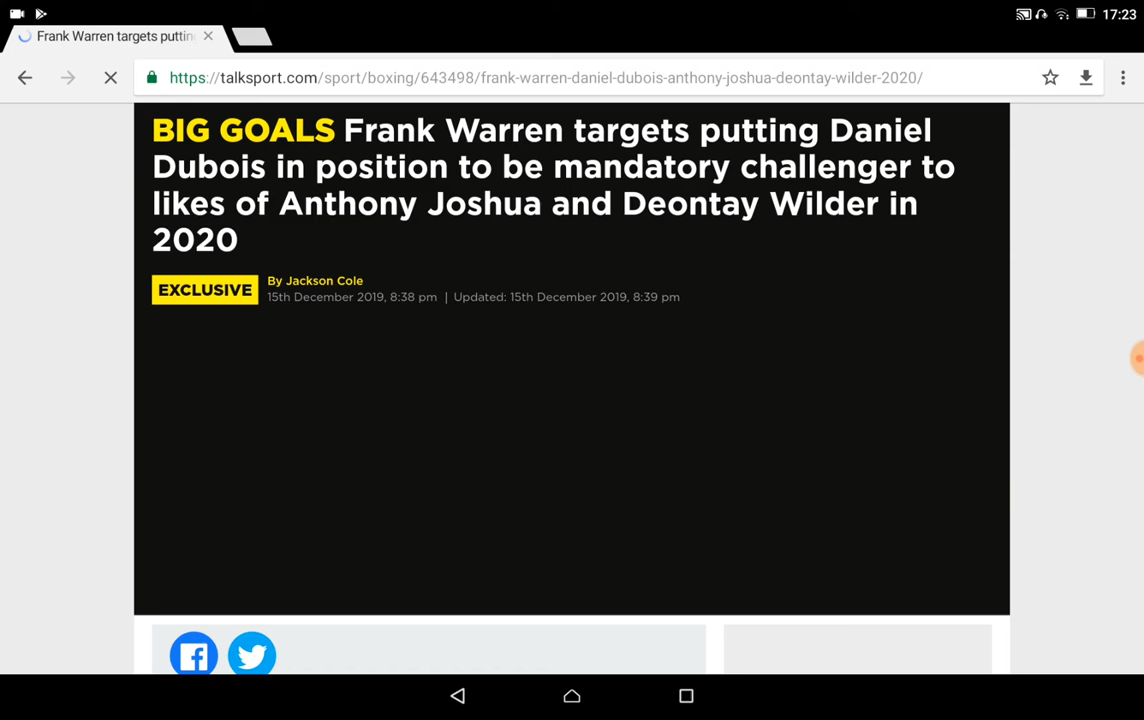 17:23
Frank Warren targets puttin
https://talksport.com/sport/boxing/643498/frank-warren-daniel-dubois-anthony-joshua-deontay-wilder-2020/
BIG GOALS Frank Warren targets putting Daniel
Dubois in position to be mandatory challenger to
likes of Anthony Joshua and Deontay Wilder in
2020
EXCLUSIVE
By Jackson Cole
15th December 2019, 8:38 pm | Updated: 15th December 2019, 8:39 pm